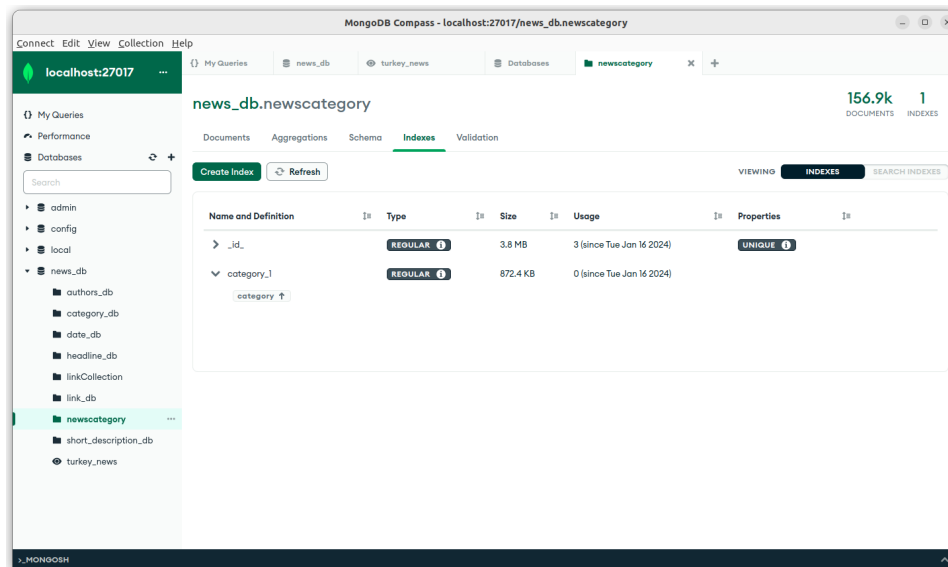 MongoDB Compass - localhost:27017/news_db.newscategory
Connect Edit View Collection Help
localhost:27017 ...
{} My Queries
news_db
turkey_news
Databases
newscategory
news_db.newscategory
156.9k
DOCUMENTS
1
INDEXES
{} My Queries
Performance
Databases
Search
admin
config
local
news_db
authors_db
category_db
date_db
headline_db
linkCollection
link_db
newscategory ...
short_description_db
turkey_news
Documents Aggregations Schema Indexes Validation
Create Index Refresh
VIEWING INDEXES SEARCH INDEXES
Name and Definition Type Size Usage Properties
_id_ REGULAR 3.8 MB 3 (since Tue Jan 16 2024) UNIQUE
category_1 REGULAR 872.4 KB 0 (since Tue Jan 16 2024)
category ↑
>_MONGOSH